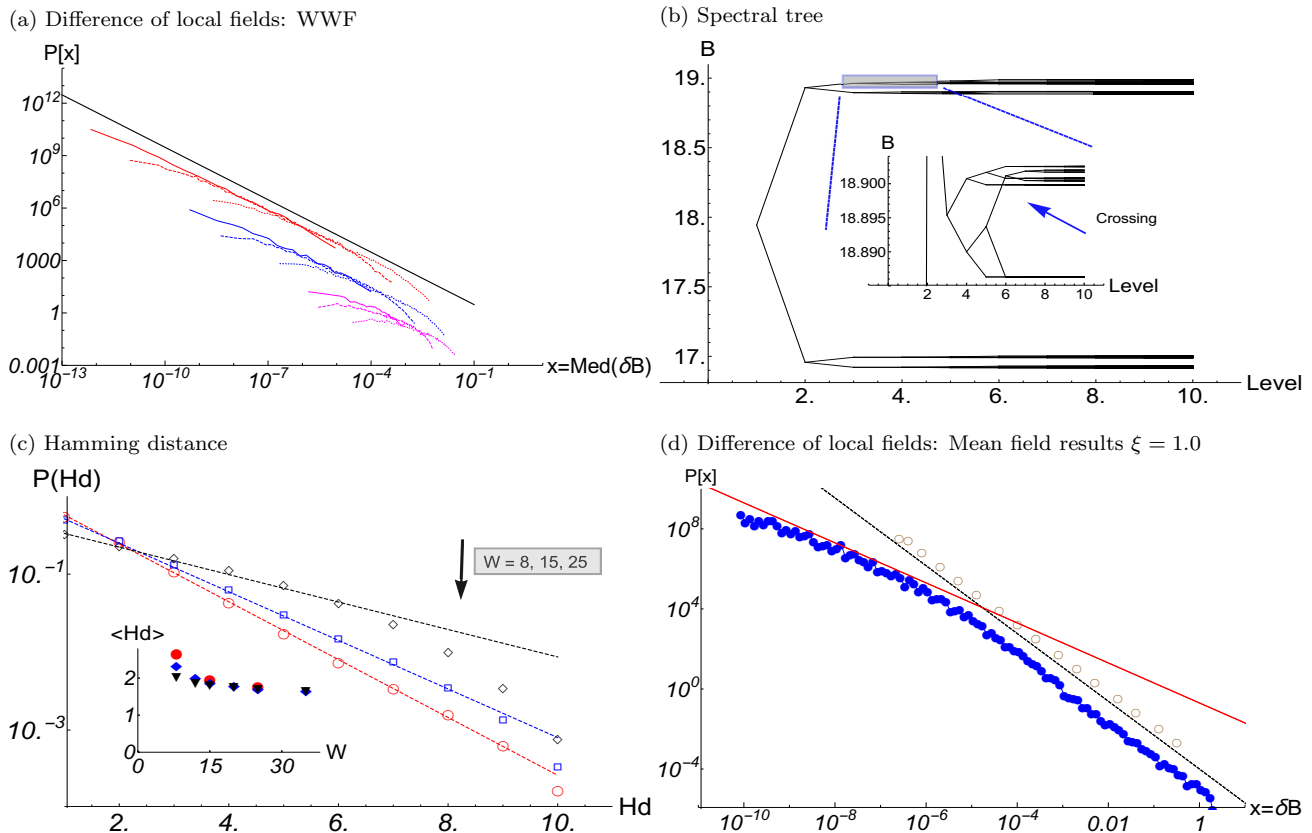 (a) Difference of local fields: WWF
P[x]
10^12
10^9
10^6
1000
1
0.001
10^-13
10^-10
10^-7
10^-4
10^-1
x=Med(δB)
(b) Spectral tree
B
19.
18.5
18.
17.5
17.
2.
4.
6.
8.
10.
Level
B
18.900
18.895
18.890
2
4
6
8
10
Level
Crossing
(c) Hamming distance
P(Hd)
10^-1
10^-3
2.
4.
6.
8.
10.
Hd
W = 8, 15, 25
<Hd>
2
1
0
0
15
30
W
(d) Difference of local fields: Mean field results ξ = 1.0
P[x]
10^8
10^4
10^0
10^-4
10^-10
10^-8
10^-6
10^-4
0.01
1
x=δB